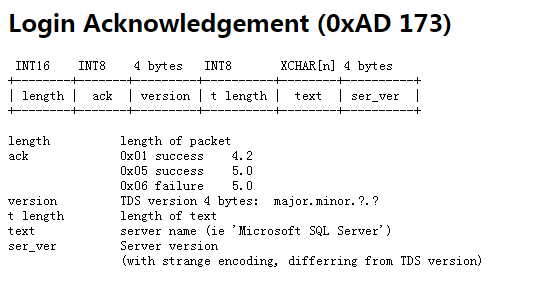 Login Acknowledgement (0xAD 173)
INT16 INT8 4 bytes INT8 XCHAR[n] 4 bytes
+--------+------+---------+----------+--------+---------+
| length | ack | version | t length | text | ser_ver |
+--------+------+---------+----------+--------+---------+
length length of packet
ack 0x01 success 4.2
0x05 success 5.0
0x06 failure 5.0
version TDS version 4 bytes: major.minor.?.?
t length length of text
text server name (ie 'Microsoft SQL Server')
ser_ver Server version
(with strange encoding, differring from TDS version)